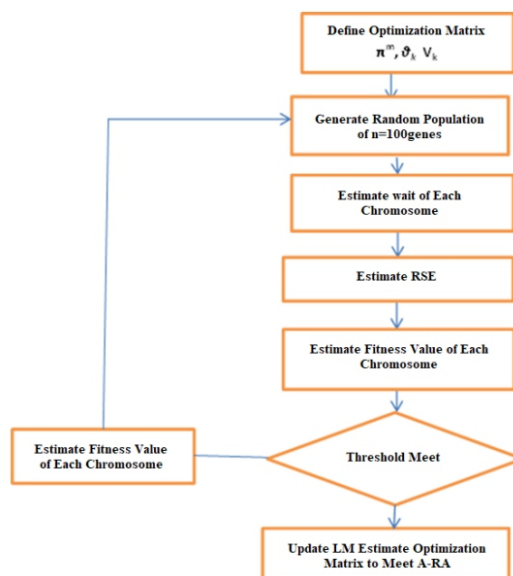 Define Optimization Matrix
π^m, ϑ_k V_k
Generate Random Population
of n=100genes
Estimate wait of Each
Chromosome
Estimate RSE
Estimate Fitness Value of Each
Chromosome
Estimate Fitness Value
of Each Chromosome
Threshold Meet
Update LM Estimate Optimization
Matrix to Meet A-RA